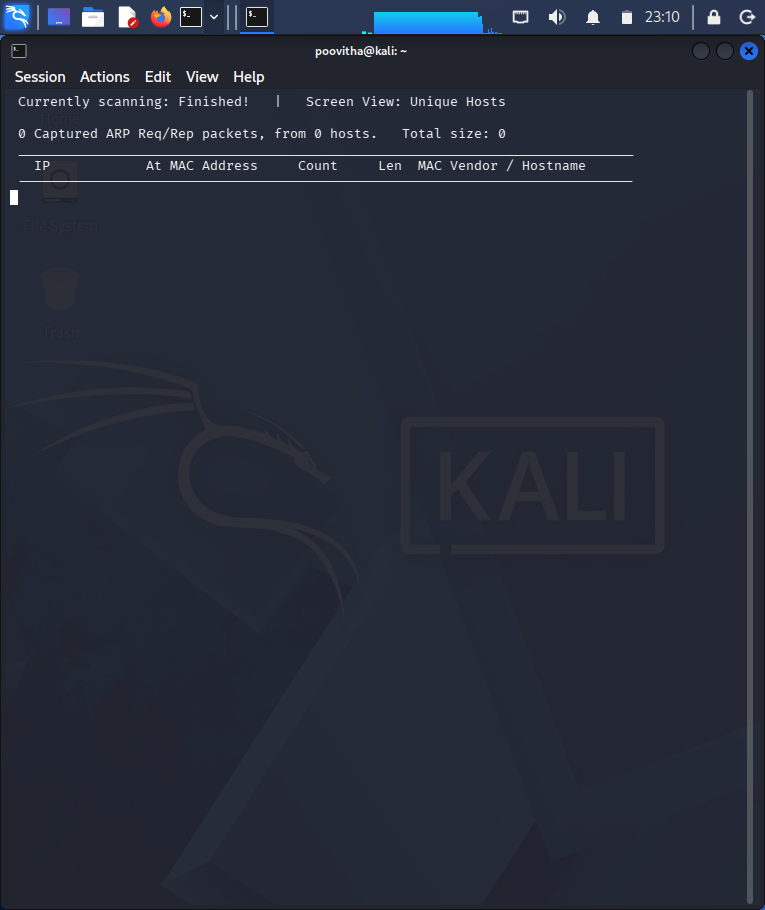 23:10
poovitha@kali: ~
Session Actions Edit View Help
Currently scanning: Finished!   |   Screen View: Unique Hosts
Home
0 Captured ARP Req/Rep packets, from 0 hosts.   Total size: 0
IP            At MAC Address     Count     Len  MAC Vendor / Hostname
File System
Trash
KALI